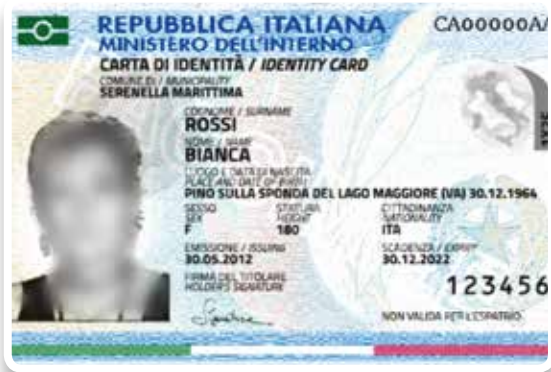 REPUBBLICA ITALIANA
CA00000AA
MINISTERO DELL'INTERNO
CARTA DI IDENTITÀ / IDENTITY CARD
COMUNE DI / MUNICIPALITY
SERENELLA MARITTIMA
COGNOME / SURNAME
ROSSI
NOME / NAME
BIANCA
LUOGO E DATA DI NASCITA
PLACE AND DATE OF BIRTH
PINO SULLA SPONDA DEL LAGO MAGGIORE (VA) 30.12.1964
SESSO STATURA CITTADINANZA
SEX HEIGHT NATIONALITY
F 180 ITA
EMISSIONE / ISSUING SCADENZA / EXPIRY
30.05.2012 30.12.2022
FIRMA DEL TITOLARE
HOLDER'S SIGNATURE
123456
NON VALIDA PER L'ESPATRIO